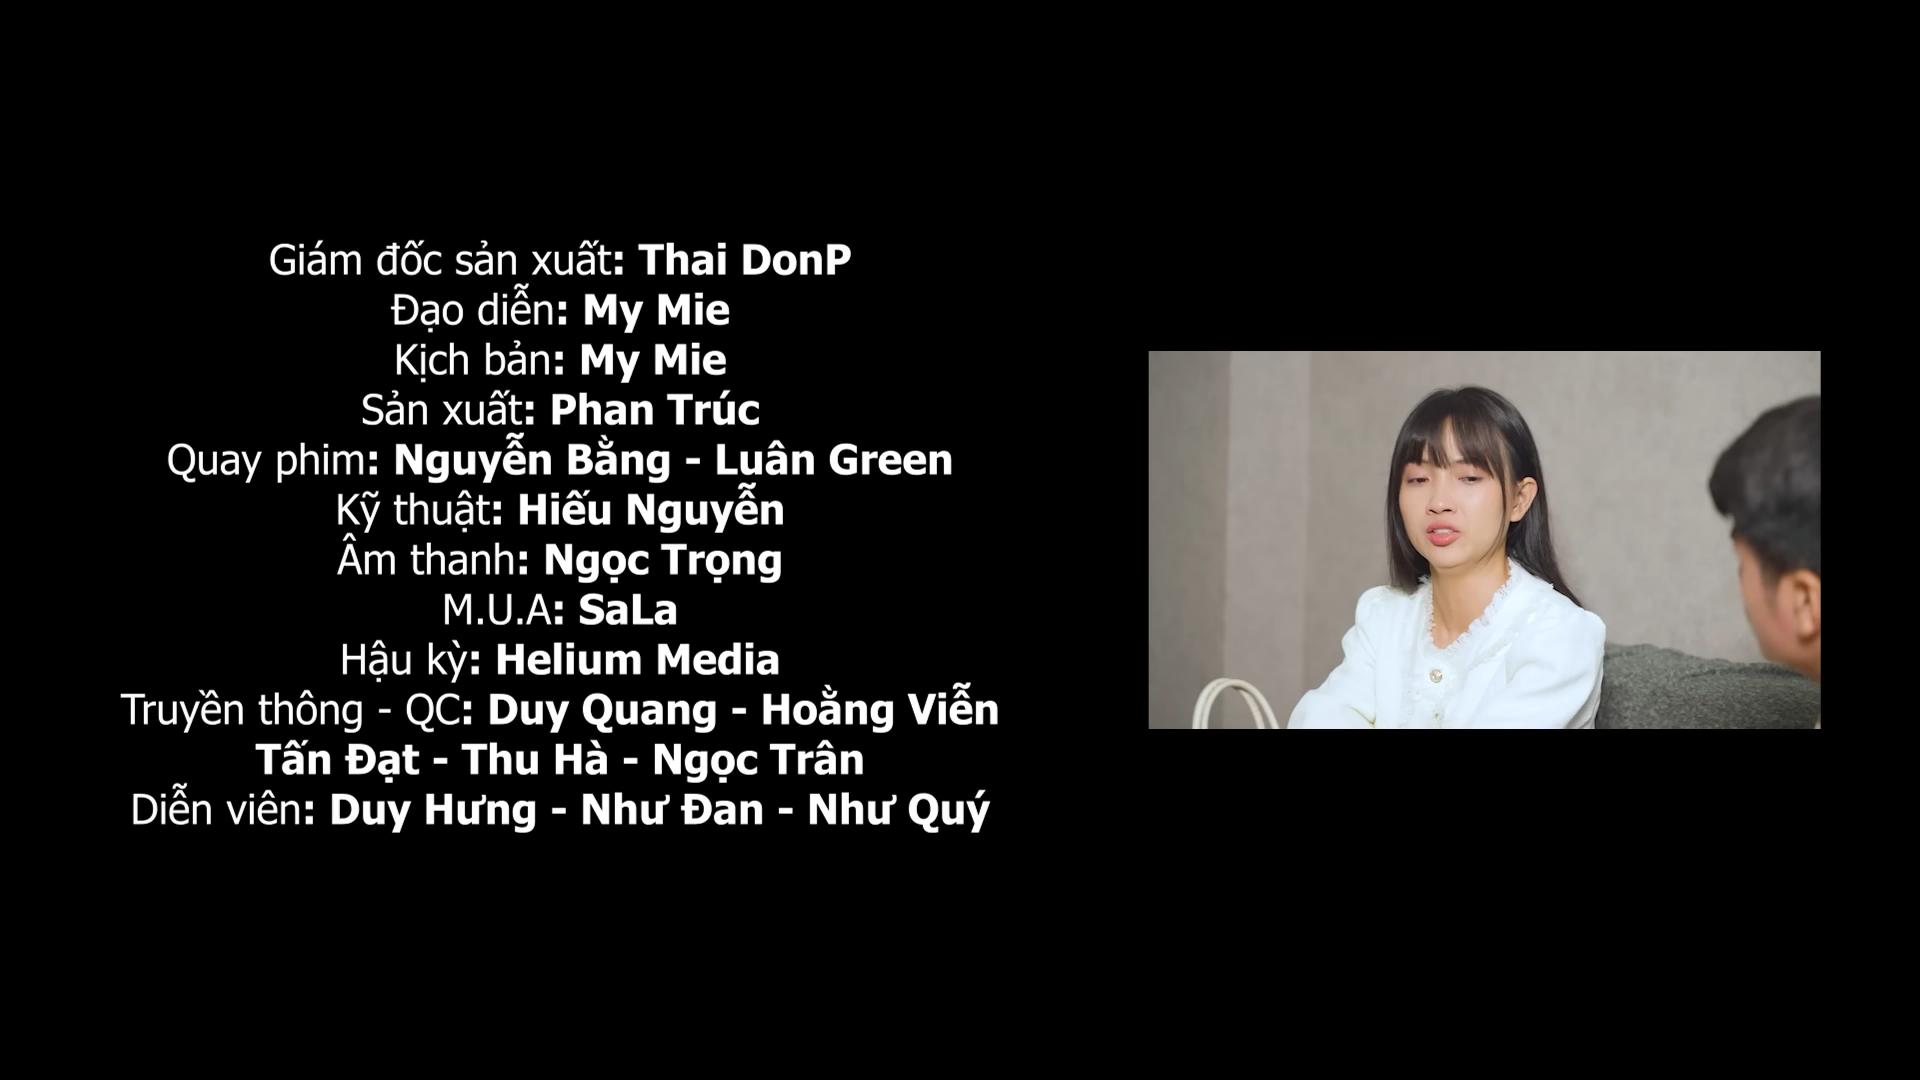 Giám đốc sản xuất: Thai DonP
Đạo diễn: My Mie
Kịch bản: My Mie
Sản xuất: Phan Trúc
Quay phim: Nguyễn Bằng - Luân Green
Kỹ thuật: Hiếu Nguyễn
Âm thanh: Ngọc Trọng
M.U.A: SaLa
Hậu kỳ: Helium Media
Truyền thông - QC: Duy Quang - Hoằng Viễn
Tấn Đạt - Thu Hà - Ngọc Trân
Diễn viên: Duy Hưng - Như Đan - Như Quý